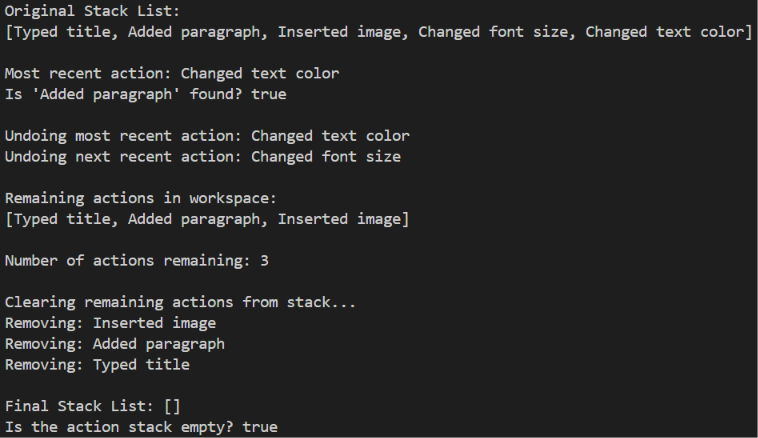 Original Stack List:
[Typed title, Added paragraph, Inserted image, Changed font size, Changed text color]
Most recent action: Changed text color
Is 'Added paragraph' found? true
Undoing most recent action: Changed text color
Undoing next recent action: Changed font size
Remaining actions in workspace:
[Typed title, Added paragraph, Inserted image]
Number of actions remaining: 3
Clearing remaining actions from stack...
Removing: Inserted image
Removing: Added paragraph
Removing: Typed title
Final Stack List: []
Is the action stack empty? true